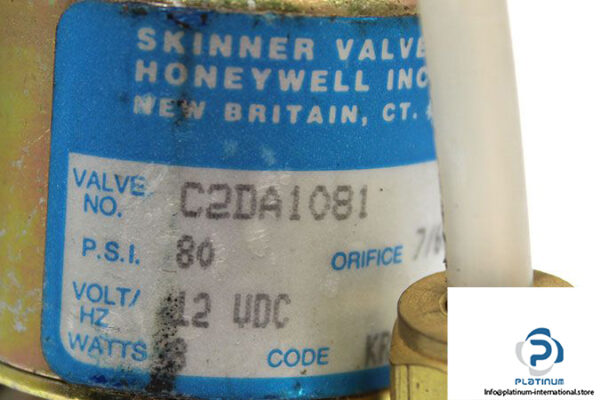 SKINNER VALVE
HONEYWELL INC
NEW BRITAIN, CT.
VALVE NO. C2DA1081
P.S.I. 80 ORIFICE
VOLT/HZ 12 VDC
WATTS CODE
PLATINUM
Info@platinum-international.store